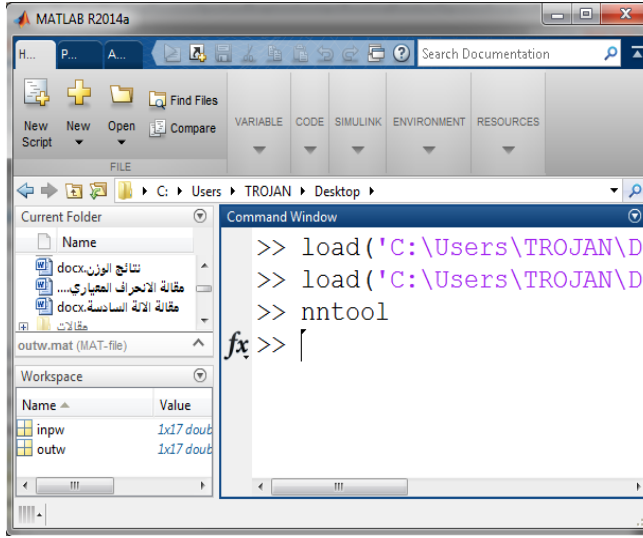 MATLAB R2014a
H... P... A... Search Documentation
New Script New Open Find Files Compare
VARIABLE CODE SIMULINK ENVIRONMENT RESOURCES
FILE
C: Users TROJAN Desktop
Current Folder
Name
نتائج الوزن.docx
مقالة الانحراف المعياري....
مقالة الالة السادسة.docx
مقالات
outw.mat (MAT-file)
Workspace
Name Value
inpw 1x17 doub
outw 1x17 doub
Command Window
>> load('C:\Users\TROJAN\D
>> load('C:\Users\TROJAN\D
>> nntool
fx >>